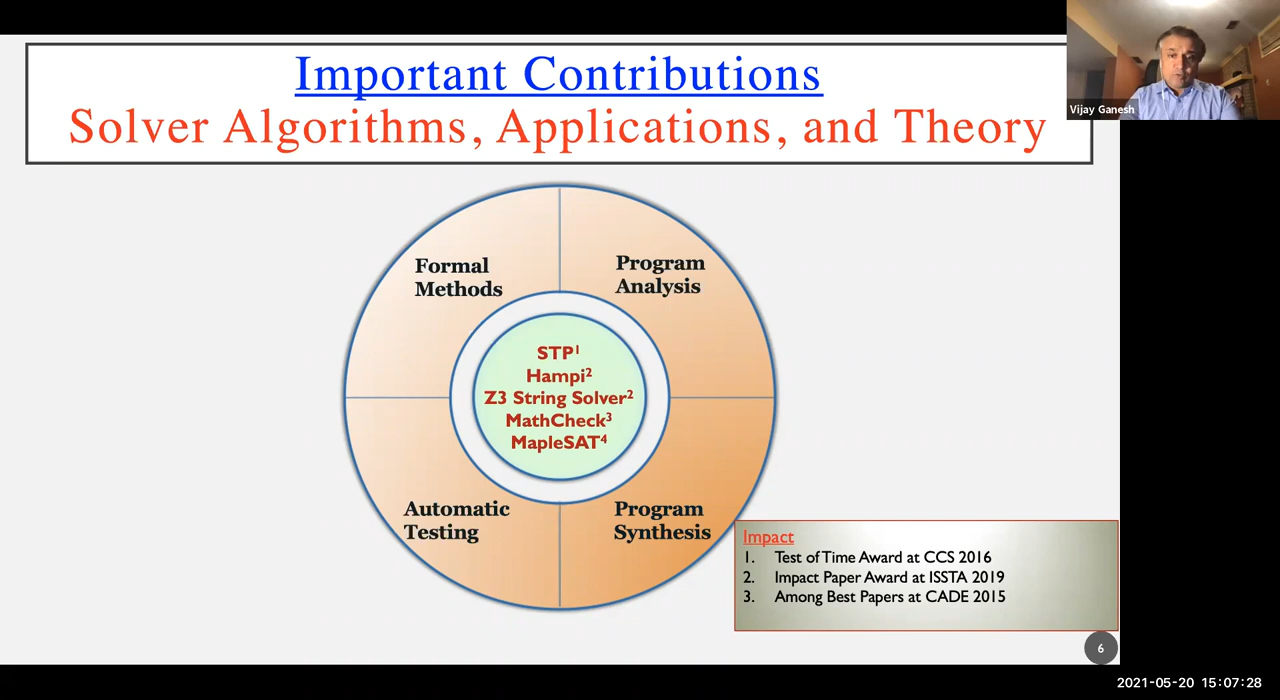 Important Contributions
Solver Algorithms, Applications, and Theory
Vijay Ganesh
Formal
Methods
Program
Analysis
STP¹
Hampi²
Z3 String Solver²
MathCheck³
MapleSAT⁴
Automatic
Testing
Program
Synthesis
Impact
1. Test of Time Award at CCS 2016
2. Impact Paper Award at ISSTA 2019
3. Among Best Papers at CADE 2015
6
2021-05-20 15:07:28